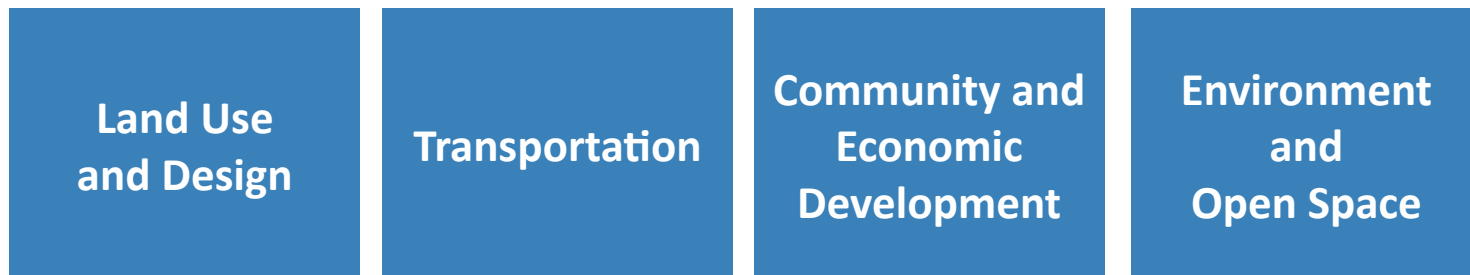 Land Use
and Design
Transportation
Community and
Economic
Development
Environment
and
Open Space